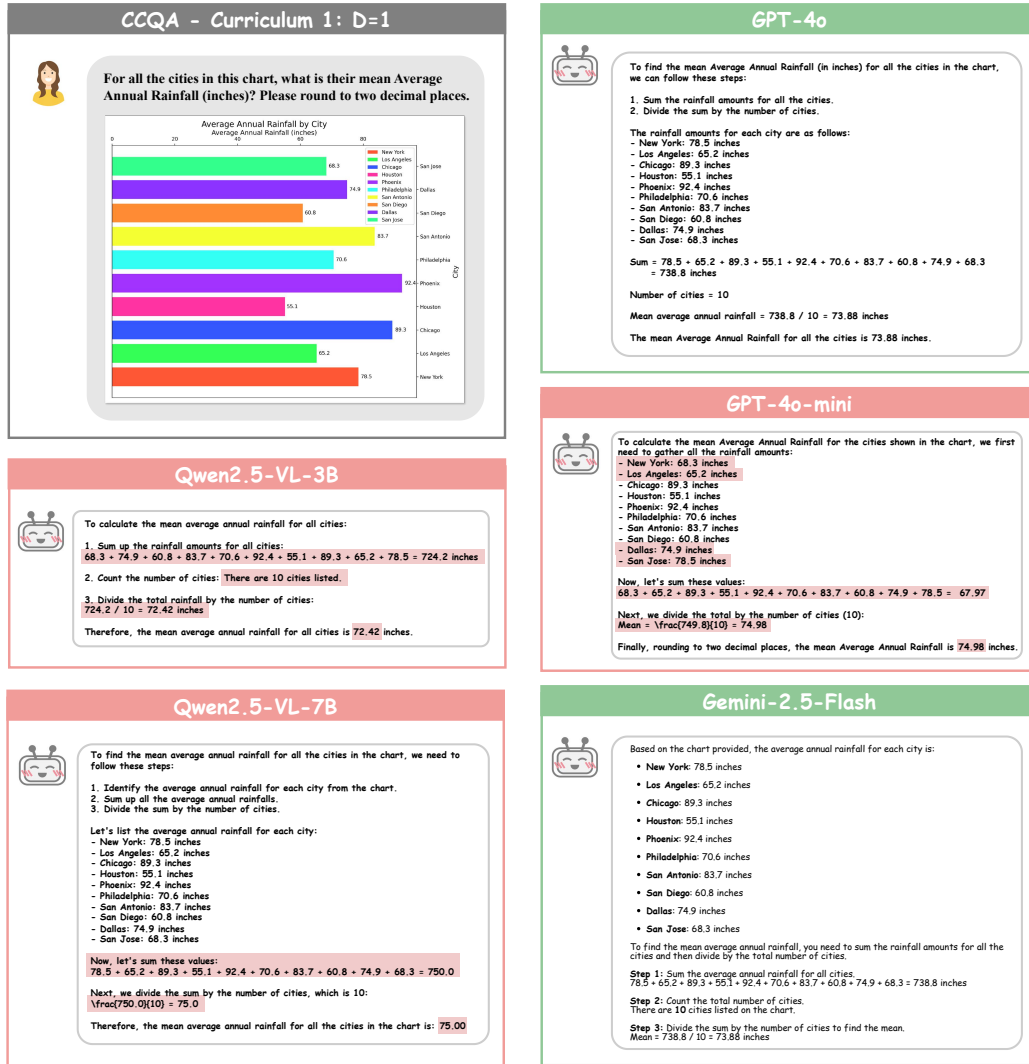 CCQA - Curriculum 1: D=1
For all the cities in this chart, what is their mean Average
Annual Rainfall (inches)? Please round to two decimal places.
Average Annual Rainfall by City
Average Annual Rainfall (inches)
0 20 40 60 80
New York
Los Angeles
Chicago
Houston
Phoenix
Philadelphia
San Antonio
San Diego
Dallas
San Jose
68.3 San Jose
74.9 Dallas
60.8 San Diego
83.7 San Antonio
70.6 Philadelphia
92.4 Phoenix
55.1 Houston
89.3 Chicago
65.2 Los Angeles
78.5 New York
City
Qwen2.5-VL-3B
To calculate the mean average annual rainfall for all cities:
1. Sum up the rainfall amounts for all cities:
68.3 + 74.9 + 60.8 + 83.7 + 70.6 + 92.4 + 55.1 + 89.3 + 65.2 + 78.5 = 724.2 inches
2. Count the number of cities: There are 10 cities listed.
3. Divide the total rainfall by the number of cities:
724.2 / 10 = 72.42 inches
Therefore, the mean average annual rainfall for all cities is 72.42 inches.
Qwen2.5-VL-7B
To find the mean average annual rainfall for all the cities in the chart, we need to
follow these steps:
1. Identify the average annual rainfall for each city from the chart.
2. Sum up all the average annual rainfalls.
3. Divide the sum by the number of cities.
Let's list the average annual rainfall for each city:
- New York: 78.5 inches
- Los Angeles: 65.2 inches
- Chicago: 89.3 inches
- Houston: 55.1 inches
- Phoenix: 92.4 inches
- Philadelphia: 70.6 inches
- San Antonio: 83.7 inches
- San Diego: 60.8 inches
- Dallas: 74.9 inches
- San Jose: 68.3 inches
Now, let's sum these values:
78.5 + 65.2 + 89.3 + 55.1 + 92.4 + 70.6 + 83.7 + 60.8 + 74.9 + 68.3 = 750.0
Next, we divide the sum by the number of cities, which is 10:
\frac{750.0}{10} = 75.0
Therefore, the mean average annual rainfall for all the cities in the chart is: 75.00
GPT-4o
To find the mean Average Annual Rainfall (in inches) for all the cities in the chart,
we can follow these steps:
1. Sum the rainfall amounts for all the cities.
2. Divide the sum by the number of cities.
The rainfall amounts for each city are as follows:
- New York: 78.5 inches
- Los Angeles: 65.2 inches
- Chicago: 89.3 inches
- Houston: 55.1 inches
- Phoenix: 92.4 inches
- Philadelphia: 70.6 inches
- San Antonio: 83.7 inches
- San Diego: 60.8 inches
- Dallas: 74.9 inches
- San Jose: 68.3 inches
Sum = 78.5 + 65.2 + 89.3 + 55.1 + 92.4 + 70.6 + 83.7 + 60.8 + 74.9 + 68.3
= 738.8 inches
Number of cities = 10
Mean average annual rainfall = 738.8 / 10 = 73.88 inches
The mean Average Annual Rainfall for all the cities is 73.88 inches.
GPT-4o-mini
To calculate the mean Average Annual Rainfall for the cities shown in the chart, we first
need to gather all the rainfall amounts:
- New York: 68.3 inches
- Los Angeles: 65.2 inches
- Chicago: 89.3 inches
- Houston: 55.1 inches
- Phoenix: 92.4 inches
- Philadelphia: 70.6 inches
- San Antonio: 83.7 inches
- San Diego: 60.8 inches
- Dallas: 74.9 inches
- San Jose: 78.5 inches
Now, let's sum these values:
68.3 + 65.2 + 89.3 + 55.1 + 92.4 + 70.6 + 83.7 + 60.8 + 74.9 + 78.5 = 67.97
Next, we divide the total by the number of cities (10):
Mean = \frac{749.8}{10} = 74.98
Finally, rounding to two decimal places, the mean Average Annual Rainfall is 74.98 inches.
Gemini-2.5-Flash
Based on the chart provided, the average annual rainfall for each city is:
• New York: 78.5 inches
• Los Angeles: 65.2 inches
• Chicago: 89.3 inches
• Houston: 55.1 inches
• Phoenix: 92.4 inches
• Philadelphia: 70.6 inches
• San Antonio: 83.7 inches
• San Diego: 60.8 inches
• Dallas: 74.9 inches
• San Jose: 68.3 inches
To find the mean average annual rainfall, you need to sum the rainfall amounts for all the
cities and then divide by the total number of cities.
Step 1: Sum the average annual rainfall for all cities.
78.5 + 65.2 + 89.3 + 55.1 + 92.4 + 70.6 + 83.7 + 60.8 + 74.9 + 68.3 = 738.8 inches
Step 2: Count the total number of cities.
There are 10 cities listed on the chart.
Step 3: Divide the sum by the number of cities to find the mean.
Mean = 738.8 / 10 = 73.88 inches